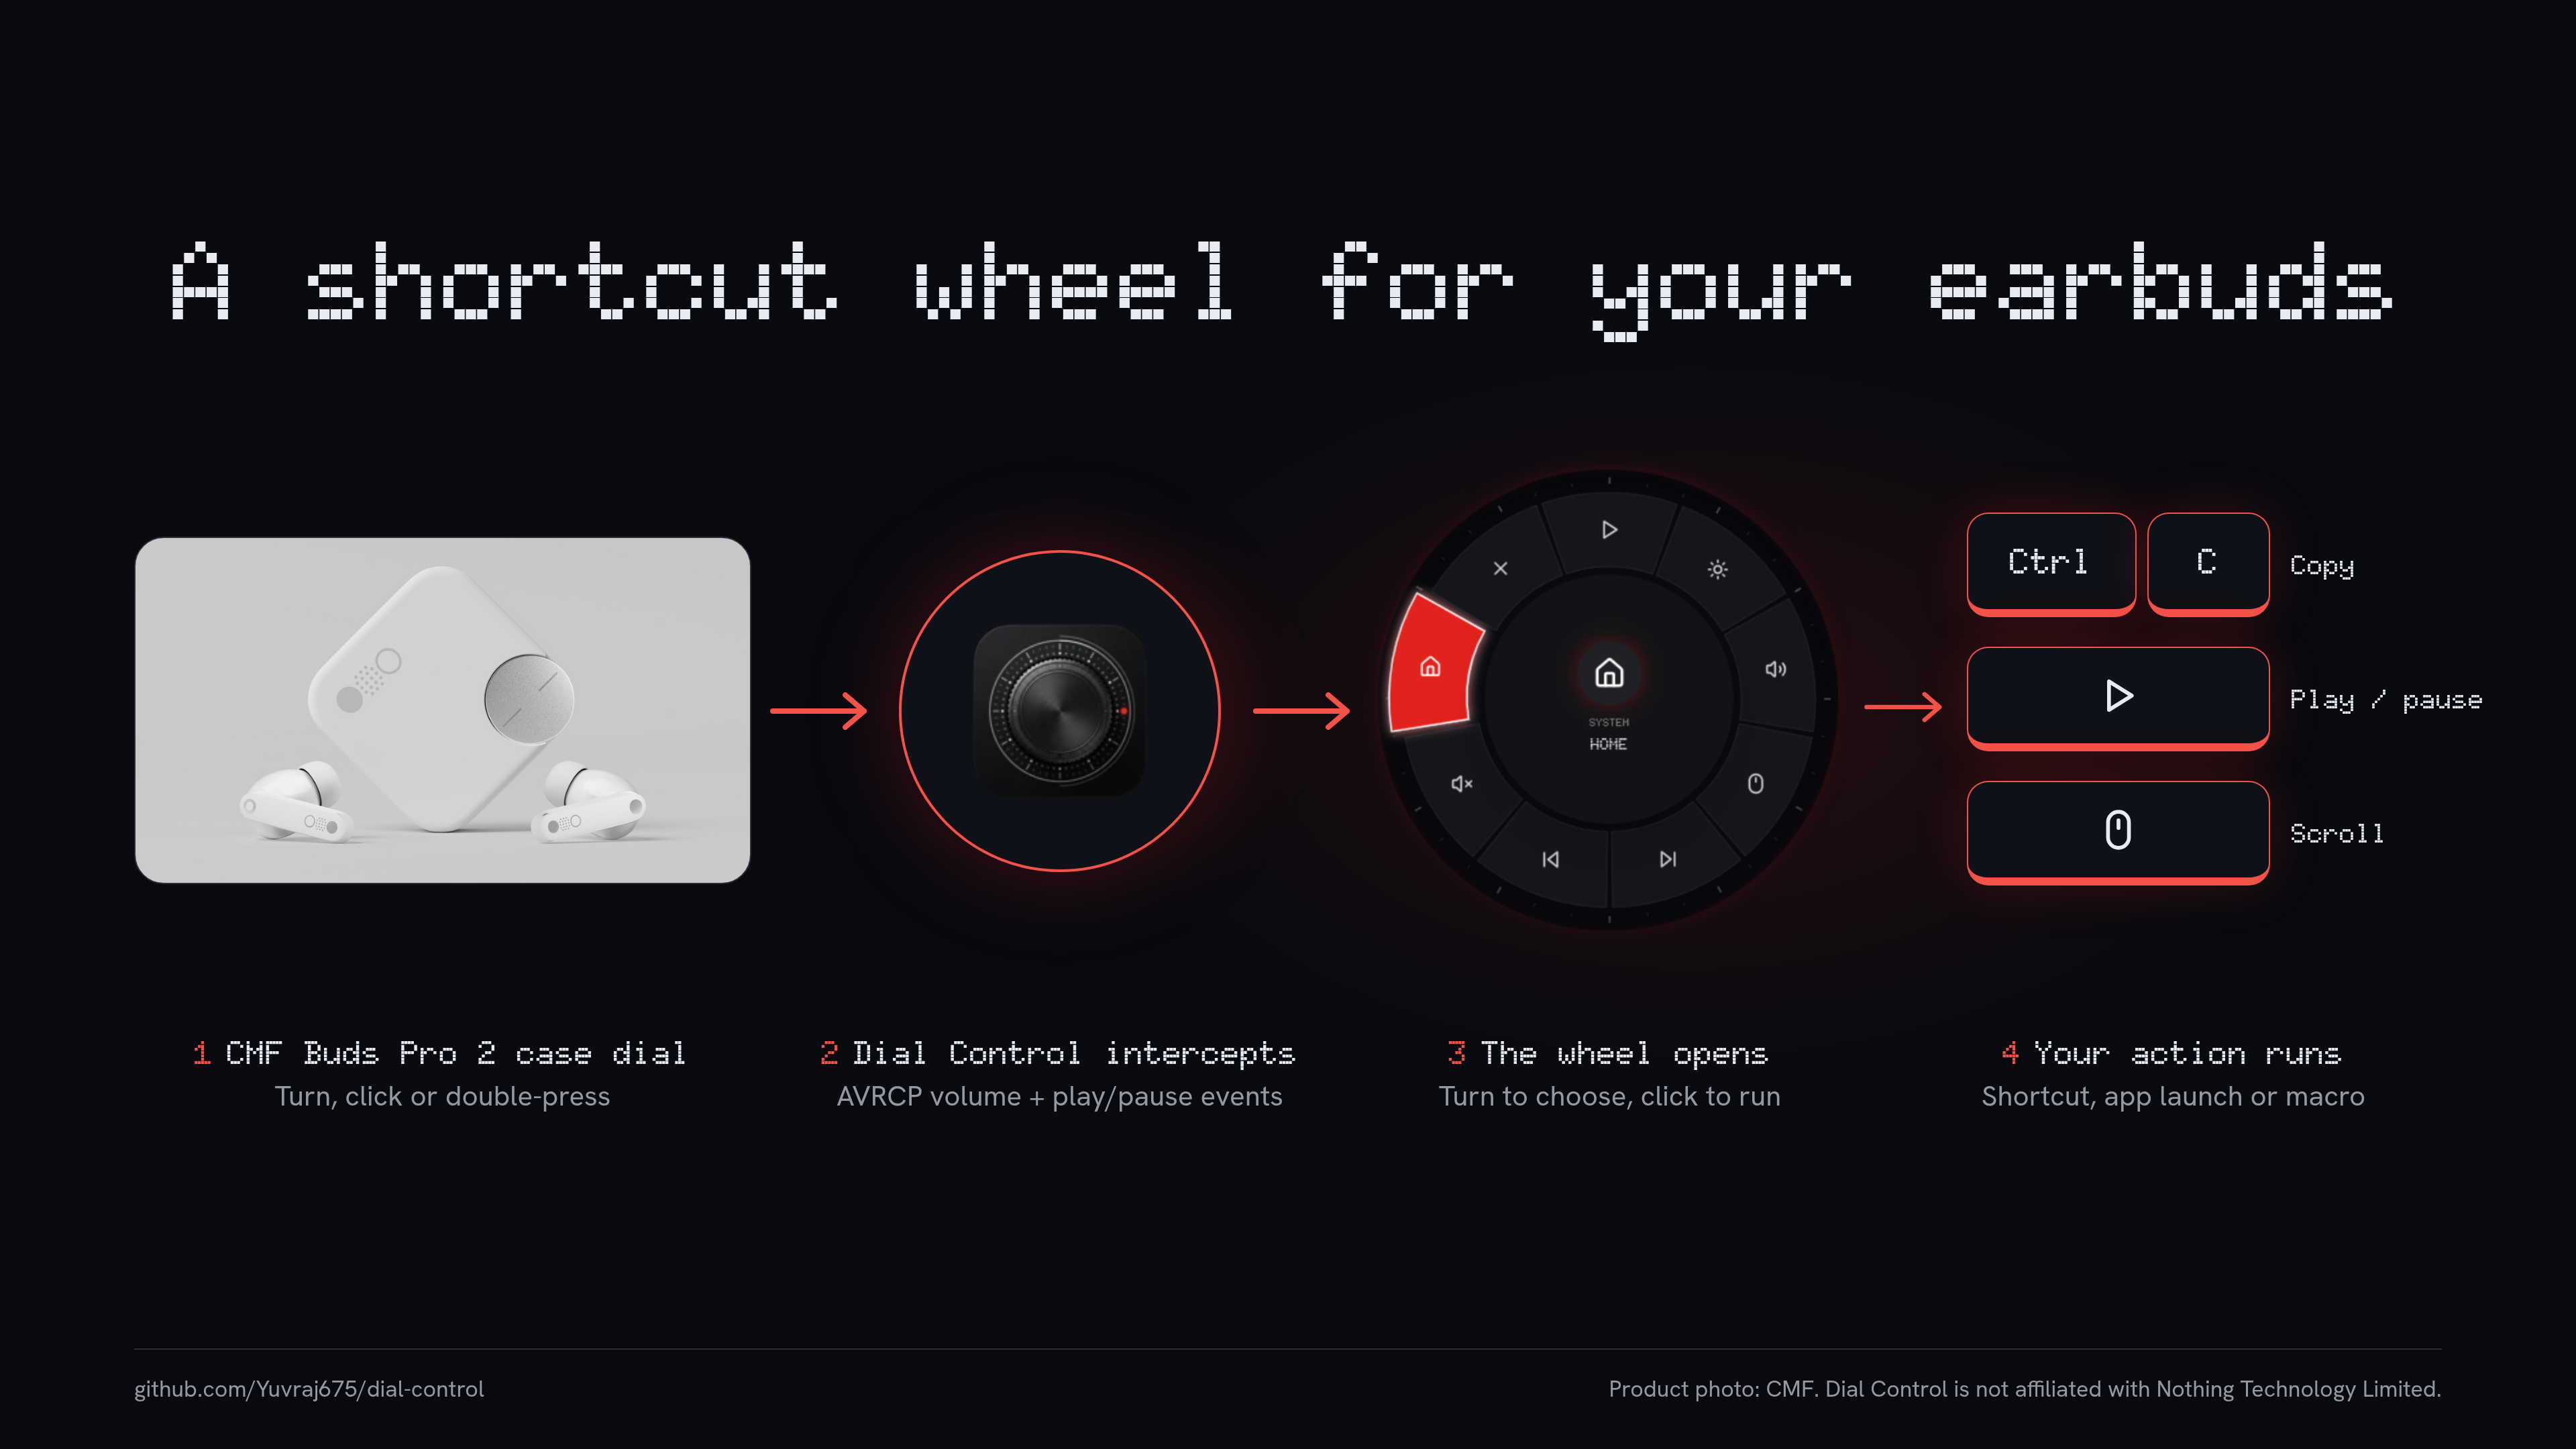 A shortcut wheel for your earbuds
Ctrl
C
Copy
Play / pause
Scroll
SYSTEM
HOME
1 CMF Buds Pro 2 case dial
Turn, click or double-press
2 Dial Control intercepts
AVRCP volume + play/pause events
3 The wheel opens
Turn to choose, click to run
4 Your action runs
Shortcut, app launch or macro
github.com/Yuvraj675/dial-control
Product photo: CMF. Dial Control is not affiliated with Nothing Technology Limited.